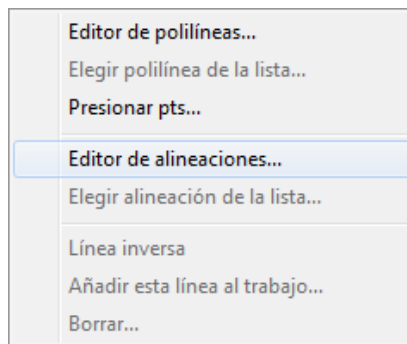 Editor de polilíneas...
Elegir polilínea de la lista...
Presionar pts...
Editor de alineaciones...
Elegir alineación de la lista...
Línea inversa
Añadir esta línea al trabajo...
Borrar...